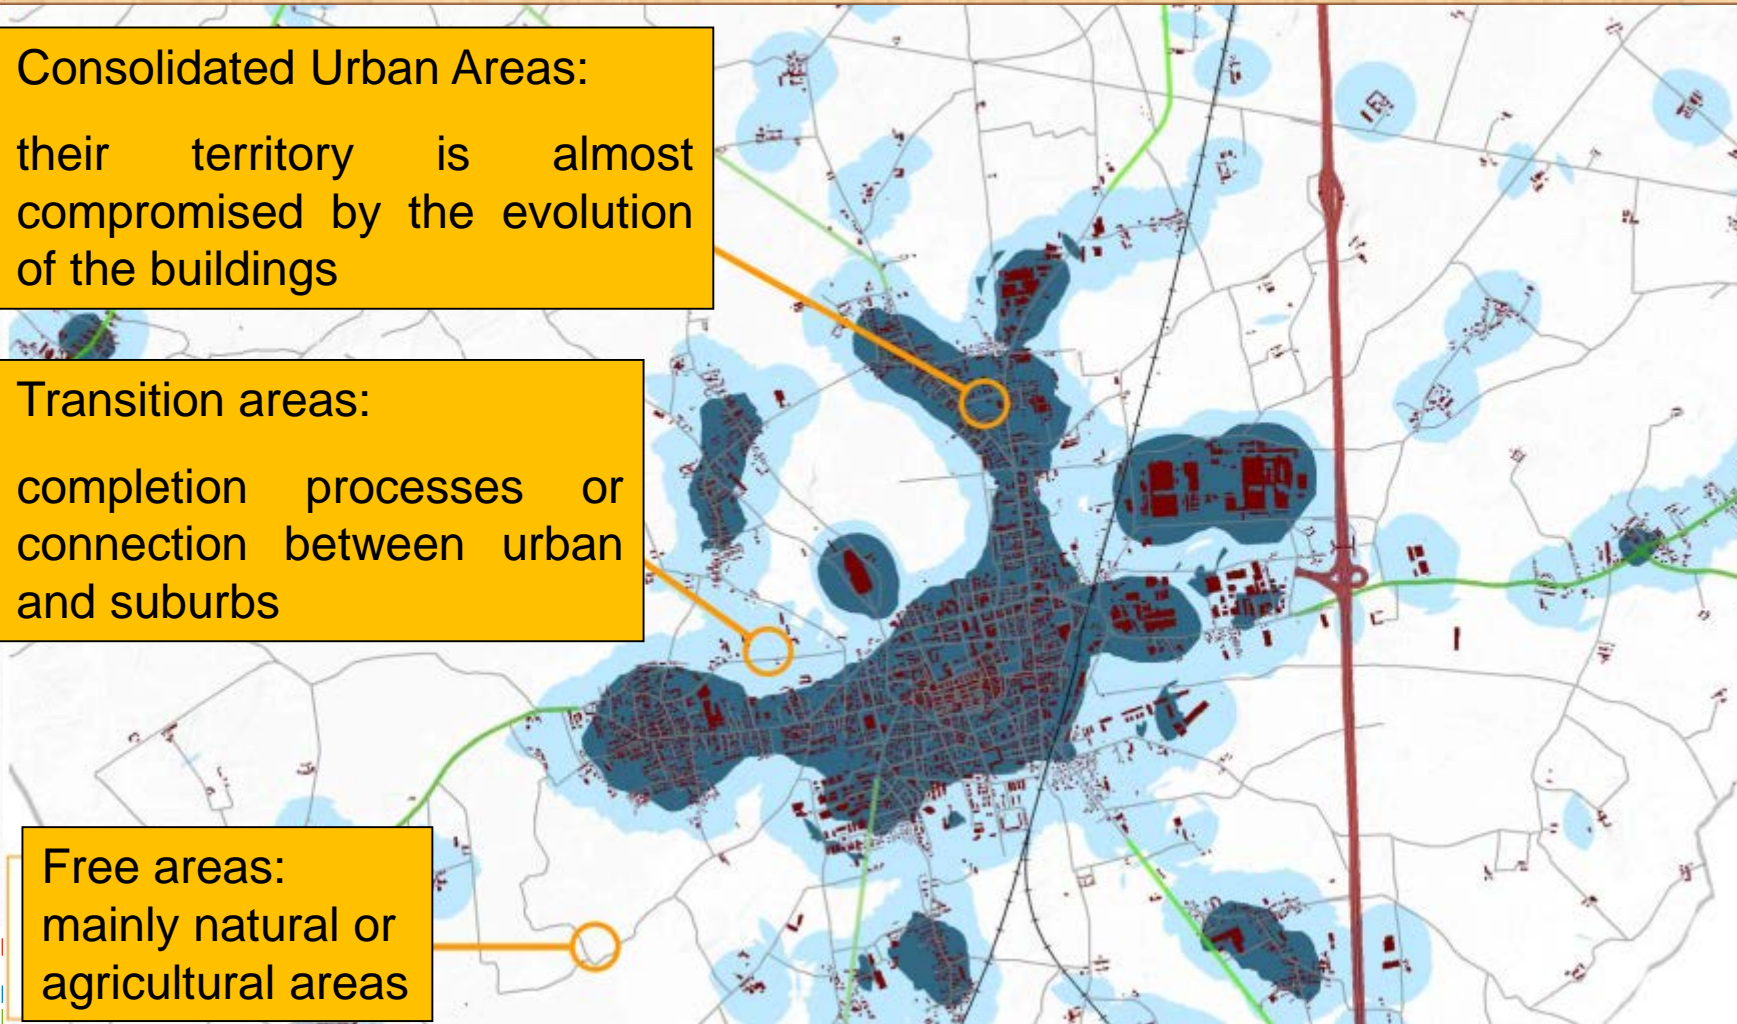 Consolidated Urban Areas:
their territory is almost
compromised by the evolution
of the buildings
Transition areas:
completion processes or
connection between urban
and suburbs
Free areas:
mainly natural or
agricultural areas